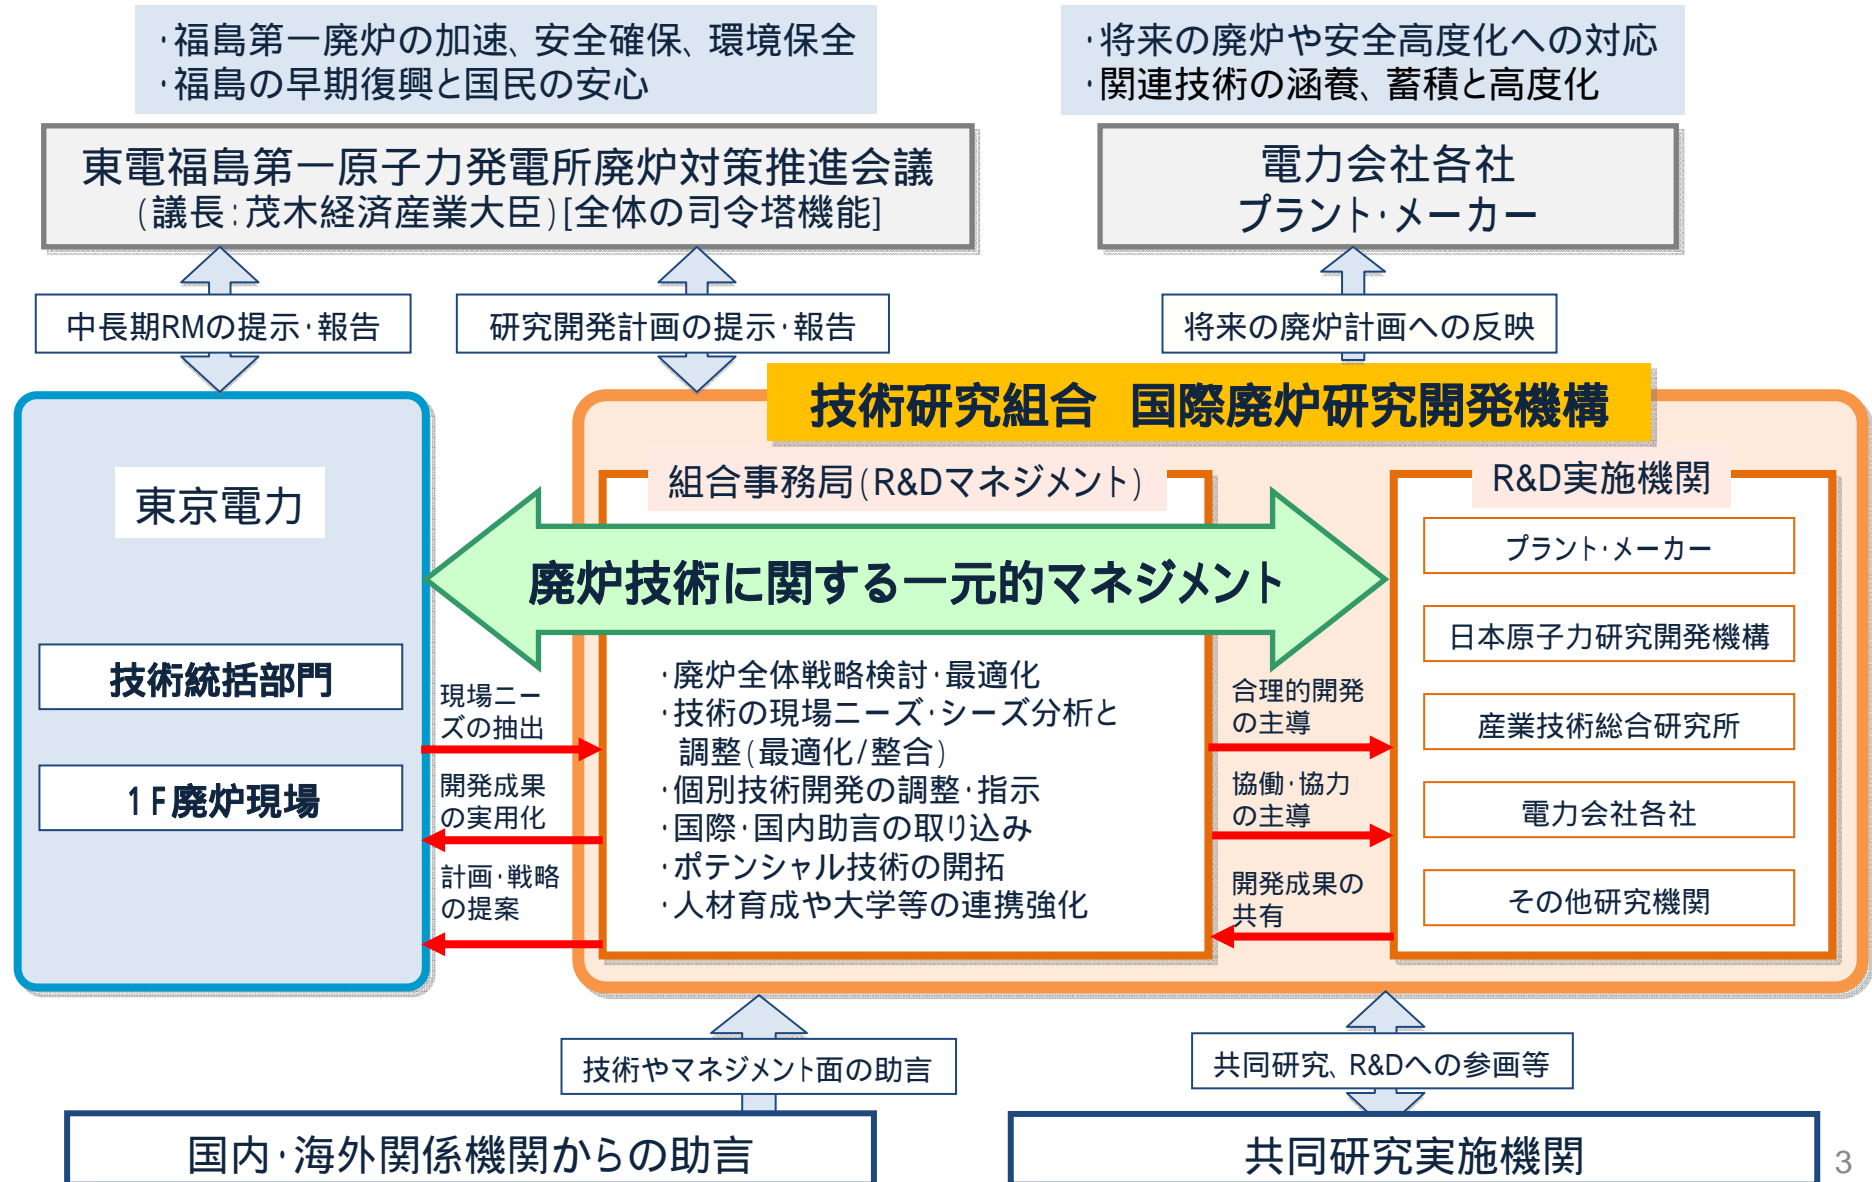 ･福島第一廃炉の加速、安全確保、環境保全
･福島の早期復興と国民の安心
･将来の廃炉や安全高度化への対応
･関連技術の涵養、蓄積と高度化
東電福島第一原子力発電所廃炉対策推進会議
(議長:茂木経済産業大臣)[全体の司令塔機能]
電力会社各社
プラント･メーカー
中長期RMの提示･報告
研究開発計画の提示･報告
将来の廃炉計画への反映
技術研究組合　国際廃炉研究開発機構
東京電力
技術統括部門
1F廃炉現場
組合事務局(R&Dマネジメント)
R&D実施機関
廃炉技術に関する一元的マネジメント
現場ニー
ズの抽出
開発成果
の実用化
計画･戦略
の提案
･廃炉全体戦略検討･最適化
･技術の現場ニーズ･シーズ分析と
調整(最適化/整合)
･個別技術開発の調整･指示
･国際･国内助言の取り込み
･ポテンシャル技術の開拓
･人材育成や大学等の連携強化
合理的開発
の主導
協働･協力
の主導
開発成果の
共有
プラント･メーカー
日本原子力研究開発機構
産業技術総合研究所
電力会社各社
その他研究機関
技術やマネジメント面の助言
共同研究、R&Dへの参画等
国内･海外関係機関からの助言
共同研究実施機関
3